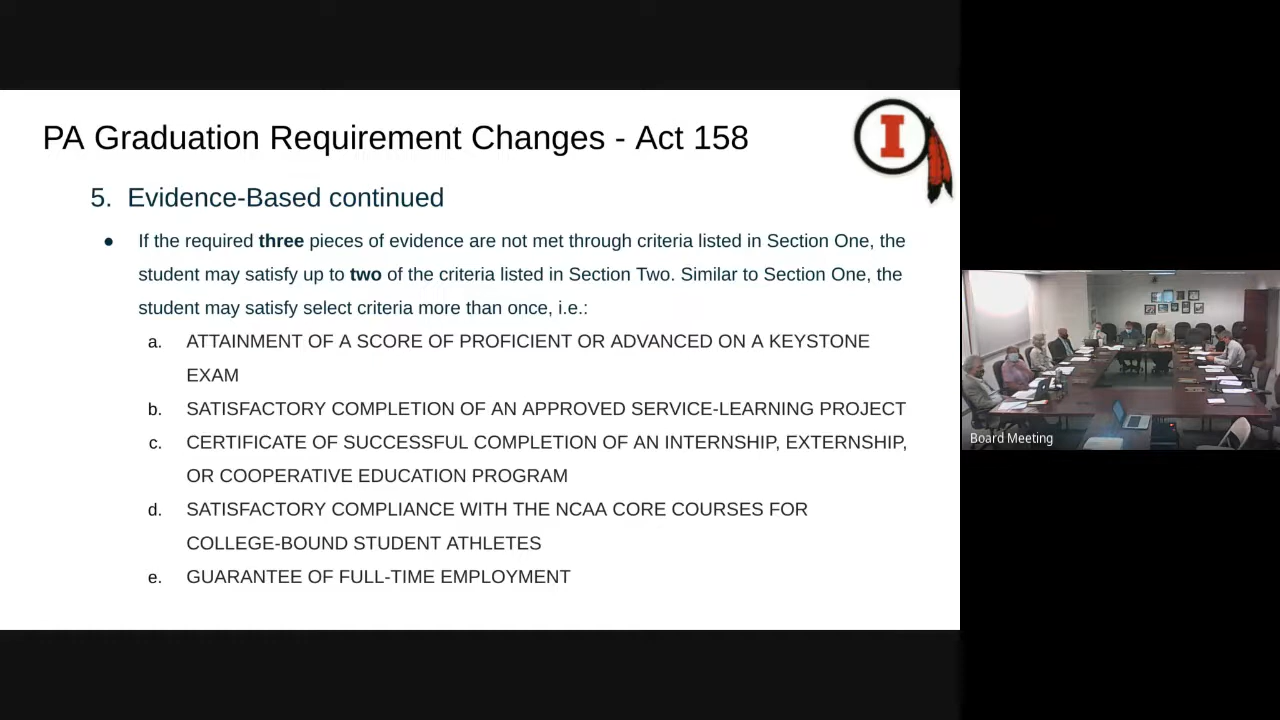 PA Graduation Requirement Changes - Act 158
I
5. Evidence-Based continued
● If the required three pieces of evidence are not met through criteria listed in Section One, the
student may satisfy up to two of the criteria listed in Section Two. Similar to Section One, the
student may satisfy select criteria more than once, i.e.:
a. ATTAINMENT OF A SCORE OF PROFICIENT OR ADVANCED ON A KEYSTONE
EXAM
b. SATISFACTORY COMPLETION OF AN APPROVED SERVICE-LEARNING PROJECT
c. CERTIFICATE OF SUCCESSFUL COMPLETION OF AN INTERNSHIP, EXTERNSHIP,
OR COOPERATIVE EDUCATION PROGRAM
d. SATISFACTORY COMPLIANCE WITH THE NCAA CORE COURSES FOR
COLLEGE-BOUND STUDENT ATHLETES
e. GUARANTEE OF FULL-TIME EMPLOYMENT
Board Meeting